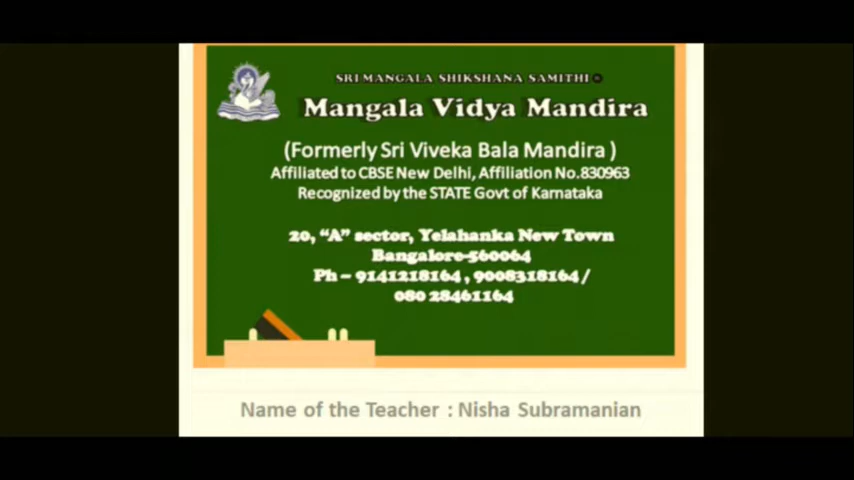 SRI MANGALA SHIKSHANA SAMITHI ®
Mangala Vidya Mandira
(Formerly Sri Viveka Bala Mandira )
Affiliated to CBSE New Delhi, Affiliation No.830963
Recognized by the STATE Govt of Karnataka
20, “A” sector, Yelahanka New Town
Bangalore-560064
Ph – 9141218164 , 9008318164 /
080 28461164
Name of the Teacher : Nisha Subramanian